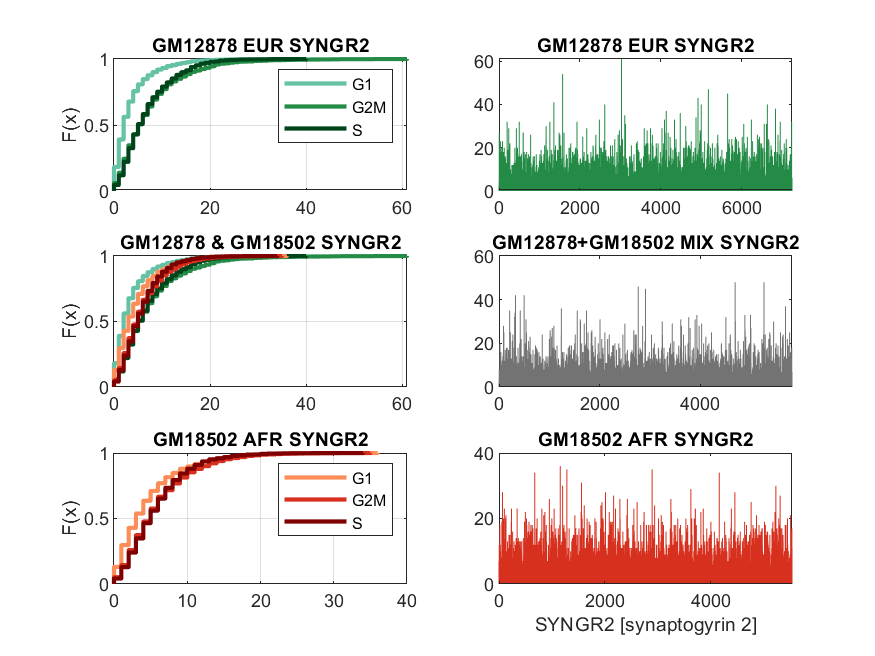 GM12878 EUR SYNGR2
1
0.5
0
F(x)
0 20 40 60
G1
G2M
S
GM12878 EUR SYNGR2
60
40
20
0
0 2000 4000 6000
GM12878 & GM18502 SYNGR2
1
0.5
0
F(x)
0 20 40 60
GM12878+GM18502 MIX SYNGR2
60
40
20
0
0 2000 4000
GM18502 AFR SYNGR2
1
0.5
0
F(x)
0 10 20 30 40
G1
G2M
S
GM18502 AFR SYNGR2
40
20
0
0 2000 4000
SYNGR2 [synaptogyrin 2]